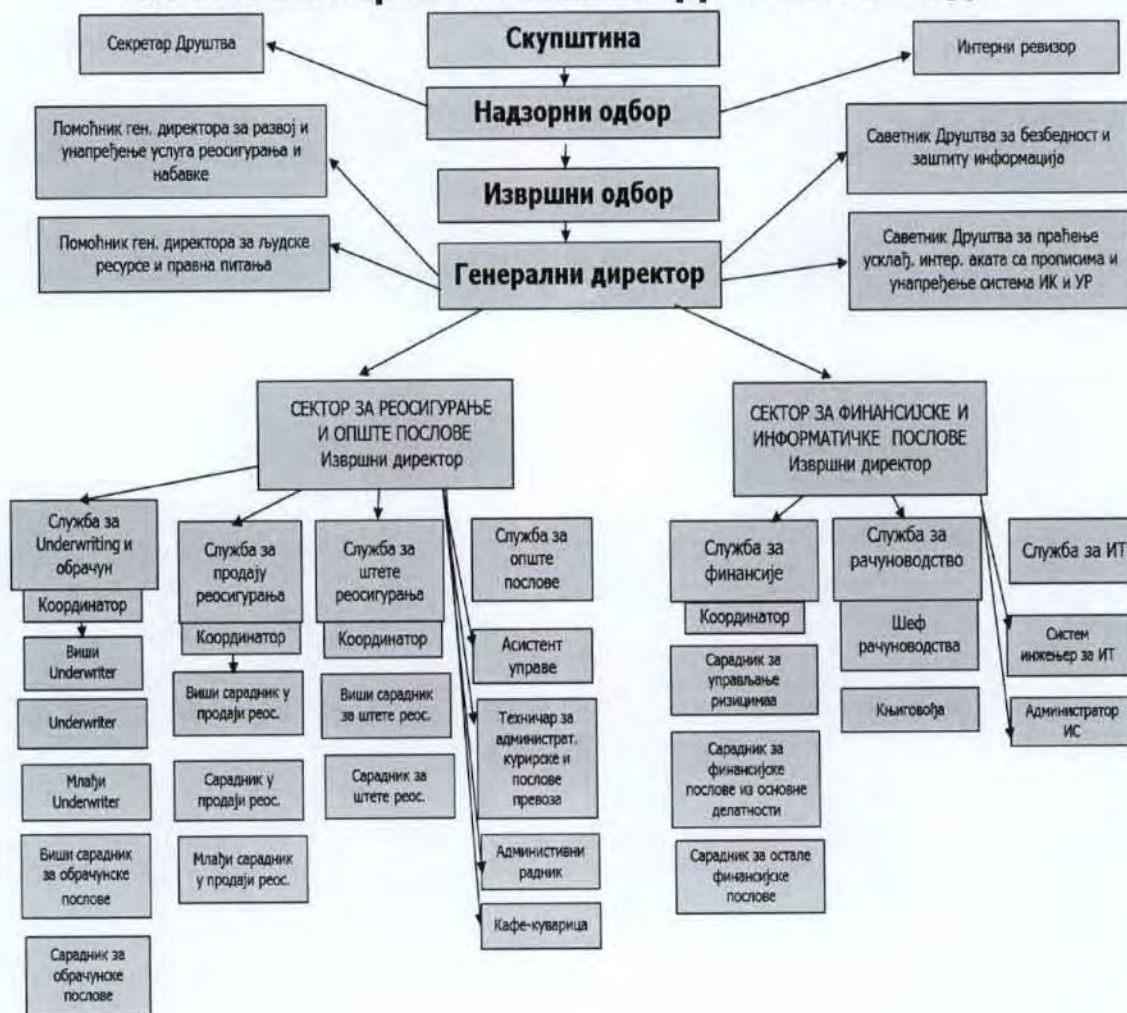 Скупштина
Секретар Друштва
Интерни ревизор
Надзорни одбор
Помоћник ген. директора за развој и
унапређење услуга реосигурања и
набавке
Саветник Друштва за безбедност и
заштиту информација
Извршни одбор
Помоћник ген. директора за људске
ресурсе и правна питања
Генерални директор
Саветник Друштва за праћење
усклађ. интер. аката са прописима и
унапређење система ИК и УР
СЕКТОР ЗА РЕОСИГУРАЊЕ
И ОПШТЕ ПОСЛОВЕ
Извршни директор
СЕКТОР ЗА ФИНАНСИЈСКЕ И
ИНФОРМАТИЧКЕ ПОСЛОВЕ
Извршни директор
Служба за
Underwriting и
обрачун
Координатор
Виши
Underwriter
Underwriter
Млађи
Underwriter
Виши сарадник
за обрачунске
послове
Сарадник за
обрачунске
послове
Служба за
продају
реосигурања
Координатор
Виши сарадник у
продаји реос.
Сарадник у
продаји реос.
Млађи сарадник
у продаји реос.
Служба за
штете
реосигурања
Координатор
Виши сарадник
за штете реос.
Сарадник за
штете реос.
Служба за
опште
послове
Асистент
управе
Техничар за
администрат.
курирске и
послове
превоза
Администивни
радник
Кафе-куварица
Служба за
финансије
Координатор
Сарадник за
управљање
ризицимаа
Сарадник за
финансијске
послове из основне
делатности
Сарадник за остале
финансијске
послове
Служба за
рачуноводство
Шеф
рачуноводства
Књиговођа
Служба за ИТ
Систем
инжењер за ИТ
Администратор
ИС